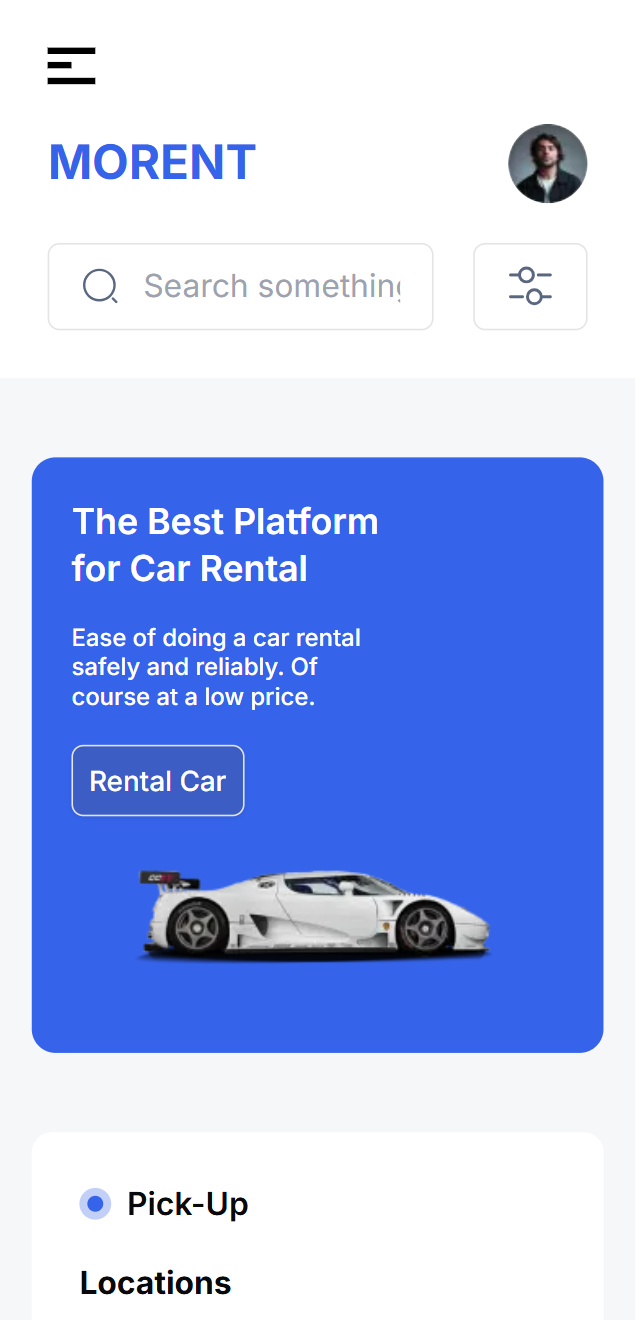 MORENT
Search something
The Best Platform
for Car Rental
Ease of doing a car rental
safely and reliably. Of
course at a low price.
Rental Car
Pick-Up
Locations